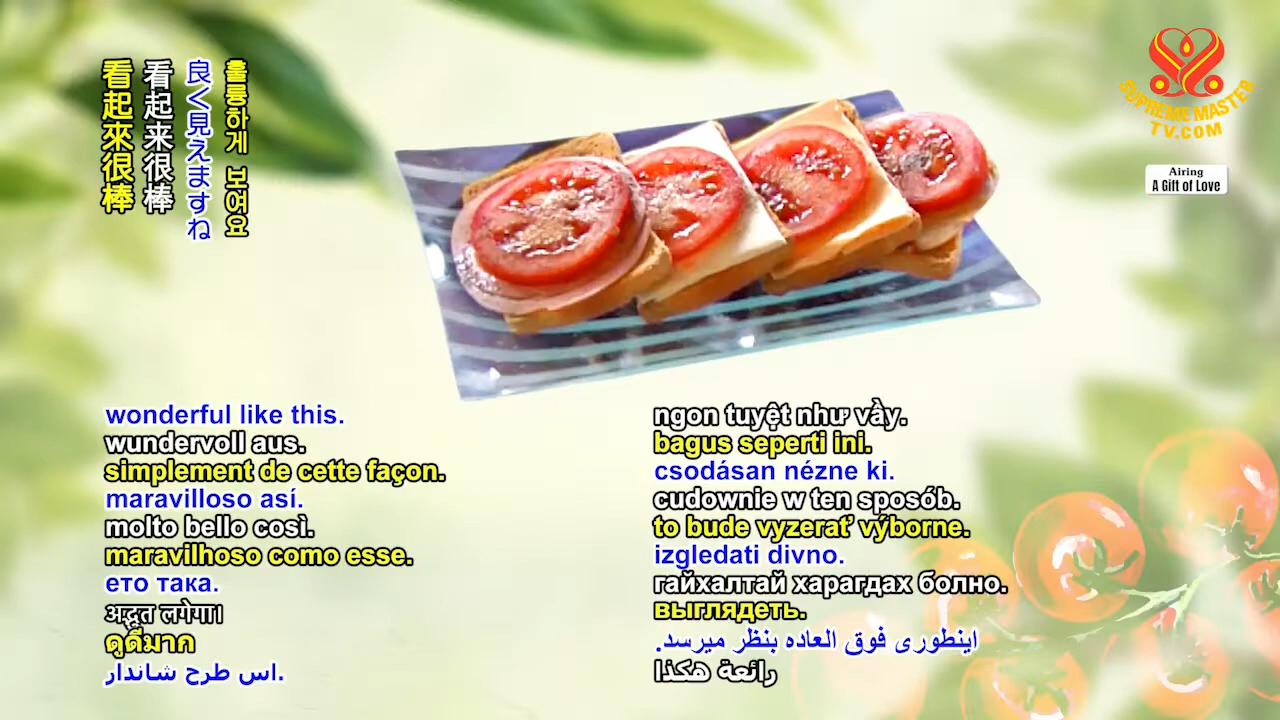 看起來很棒
看起来很棒
良く見えますね
훌륭하게 보여요
SUPREME MASTER
TV.COM
Airing
A Gift of Love
wonderful like this.
wundervoll aus.
simplement de cette façon.
maravilloso así.
molto bello così.
maravilhoso como esse.
ето така.
अद्भुत लगेगा।
ดูดีมาก
اس طرح شاندار.
ngon tuyệt như vầy.
bagus seperti ini.
csodásan nézne ki.
cudownie w ten sposób.
to bude vyzerať výborne.
izgledati divno.
гайхалтай харагдах болно.
выглядеть.
اینطوری فوق العاده بنظر میرسد.
رائعة هكذا